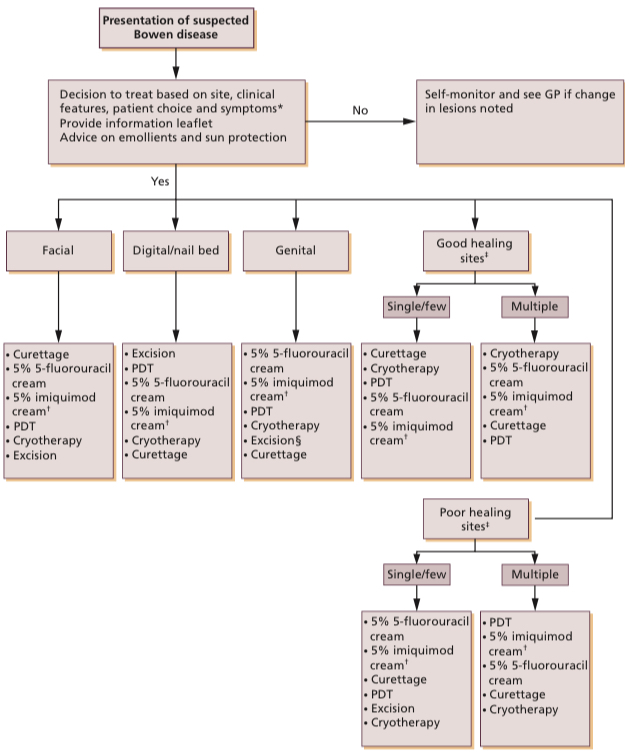 Presentation of suspected
Bowen disease
Decision to treat based on site, clinical
features, patient choice and symptoms*
Provide information leaflet
Advice on emollients and sun protection
No
Self-monitor and see GP if change
in lesions noted
Yes
Facial
Digital/nail bed
Genital
Good healing
sites‡
Single/few
Multiple
• Curettage
• 5% 5-fluorouracil
cream
• 5% imiquimod
cream†
• PDT
• Cryotherapy
• Excision
• Excision
• PDT
• 5% 5-fluorouracil
cream
• 5% imiquimod
cream†
• Cryotherapy
• Curettage
• 5% 5-fluorouracil
cream
• 5% imiquimod
cream†
• PDT
• Cryotherapy
• Excision§
• Curettage
• Curettage
• Cryotherapy
• PDT
• 5% 5-fluorouracil
cream
• 5% imiquimod
cream†
• Cryotherapy
• 5% 5-fluorouracil
cream
• 5% imiquimod
cream†
• Curettage
• PDT
Poor healing
sites‡
Single/few
Multiple
• 5% 5-fluorouracil
cream
• 5% imiquimod
cream†
• Curettage
• PDT
• Excision
• Cryotherapy
• PDT
• 5% imiquimod
cream†
• 5% 5-fluorouracil
cream
• Curettage
• Cryotherapy